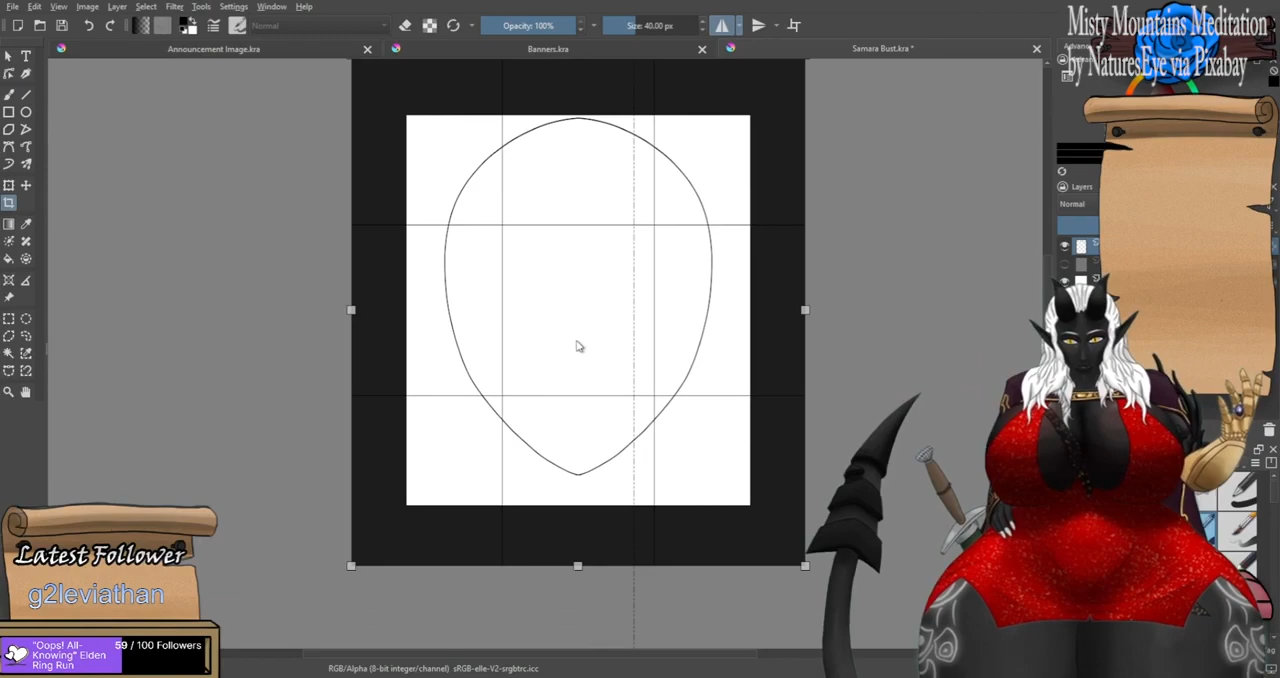 File Edit View Image Layer Select Filter Tools Settings Window Help
Normal Opacity: 100% Size: 40.00 px
Announcement Image.kra Banners.kra Samara Bust.kra *
Misty Mountains Meditation
by NaturesEye via Pixabay
Layers
Normal
Latest Follower
g2leviathan
"Oops! All-
Knowing" Elden
Ring Run
59 / 100 Followers
RGB/Alpha (8-bit integer/channel) sRGB-elle-V2-srgbtrc.icc